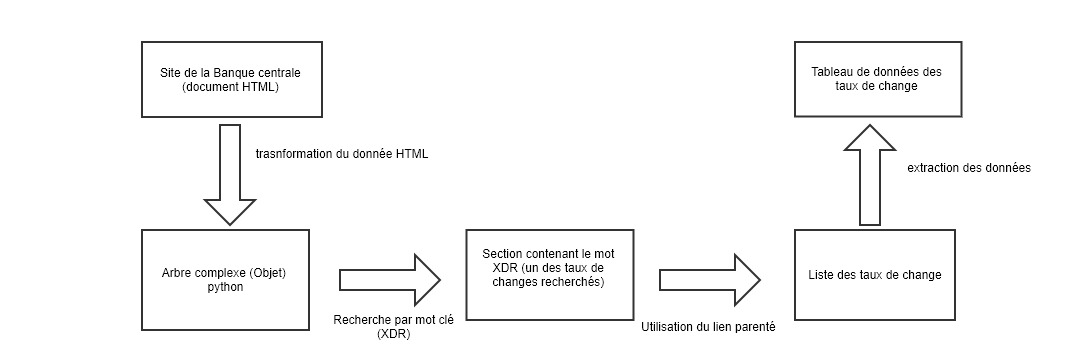 Site de la Banque centrale
(document HTML)
trasnformation du donnée HTML
Arbre complexe (Objet)
python
Recherche par mot clé
(XDR)
Section contenant le mot
XDR (un des taux de
changes recherchés)
Utilisation du lien parenté
Liste des taux de change
extraction des données
Tableau de données des
taux de change